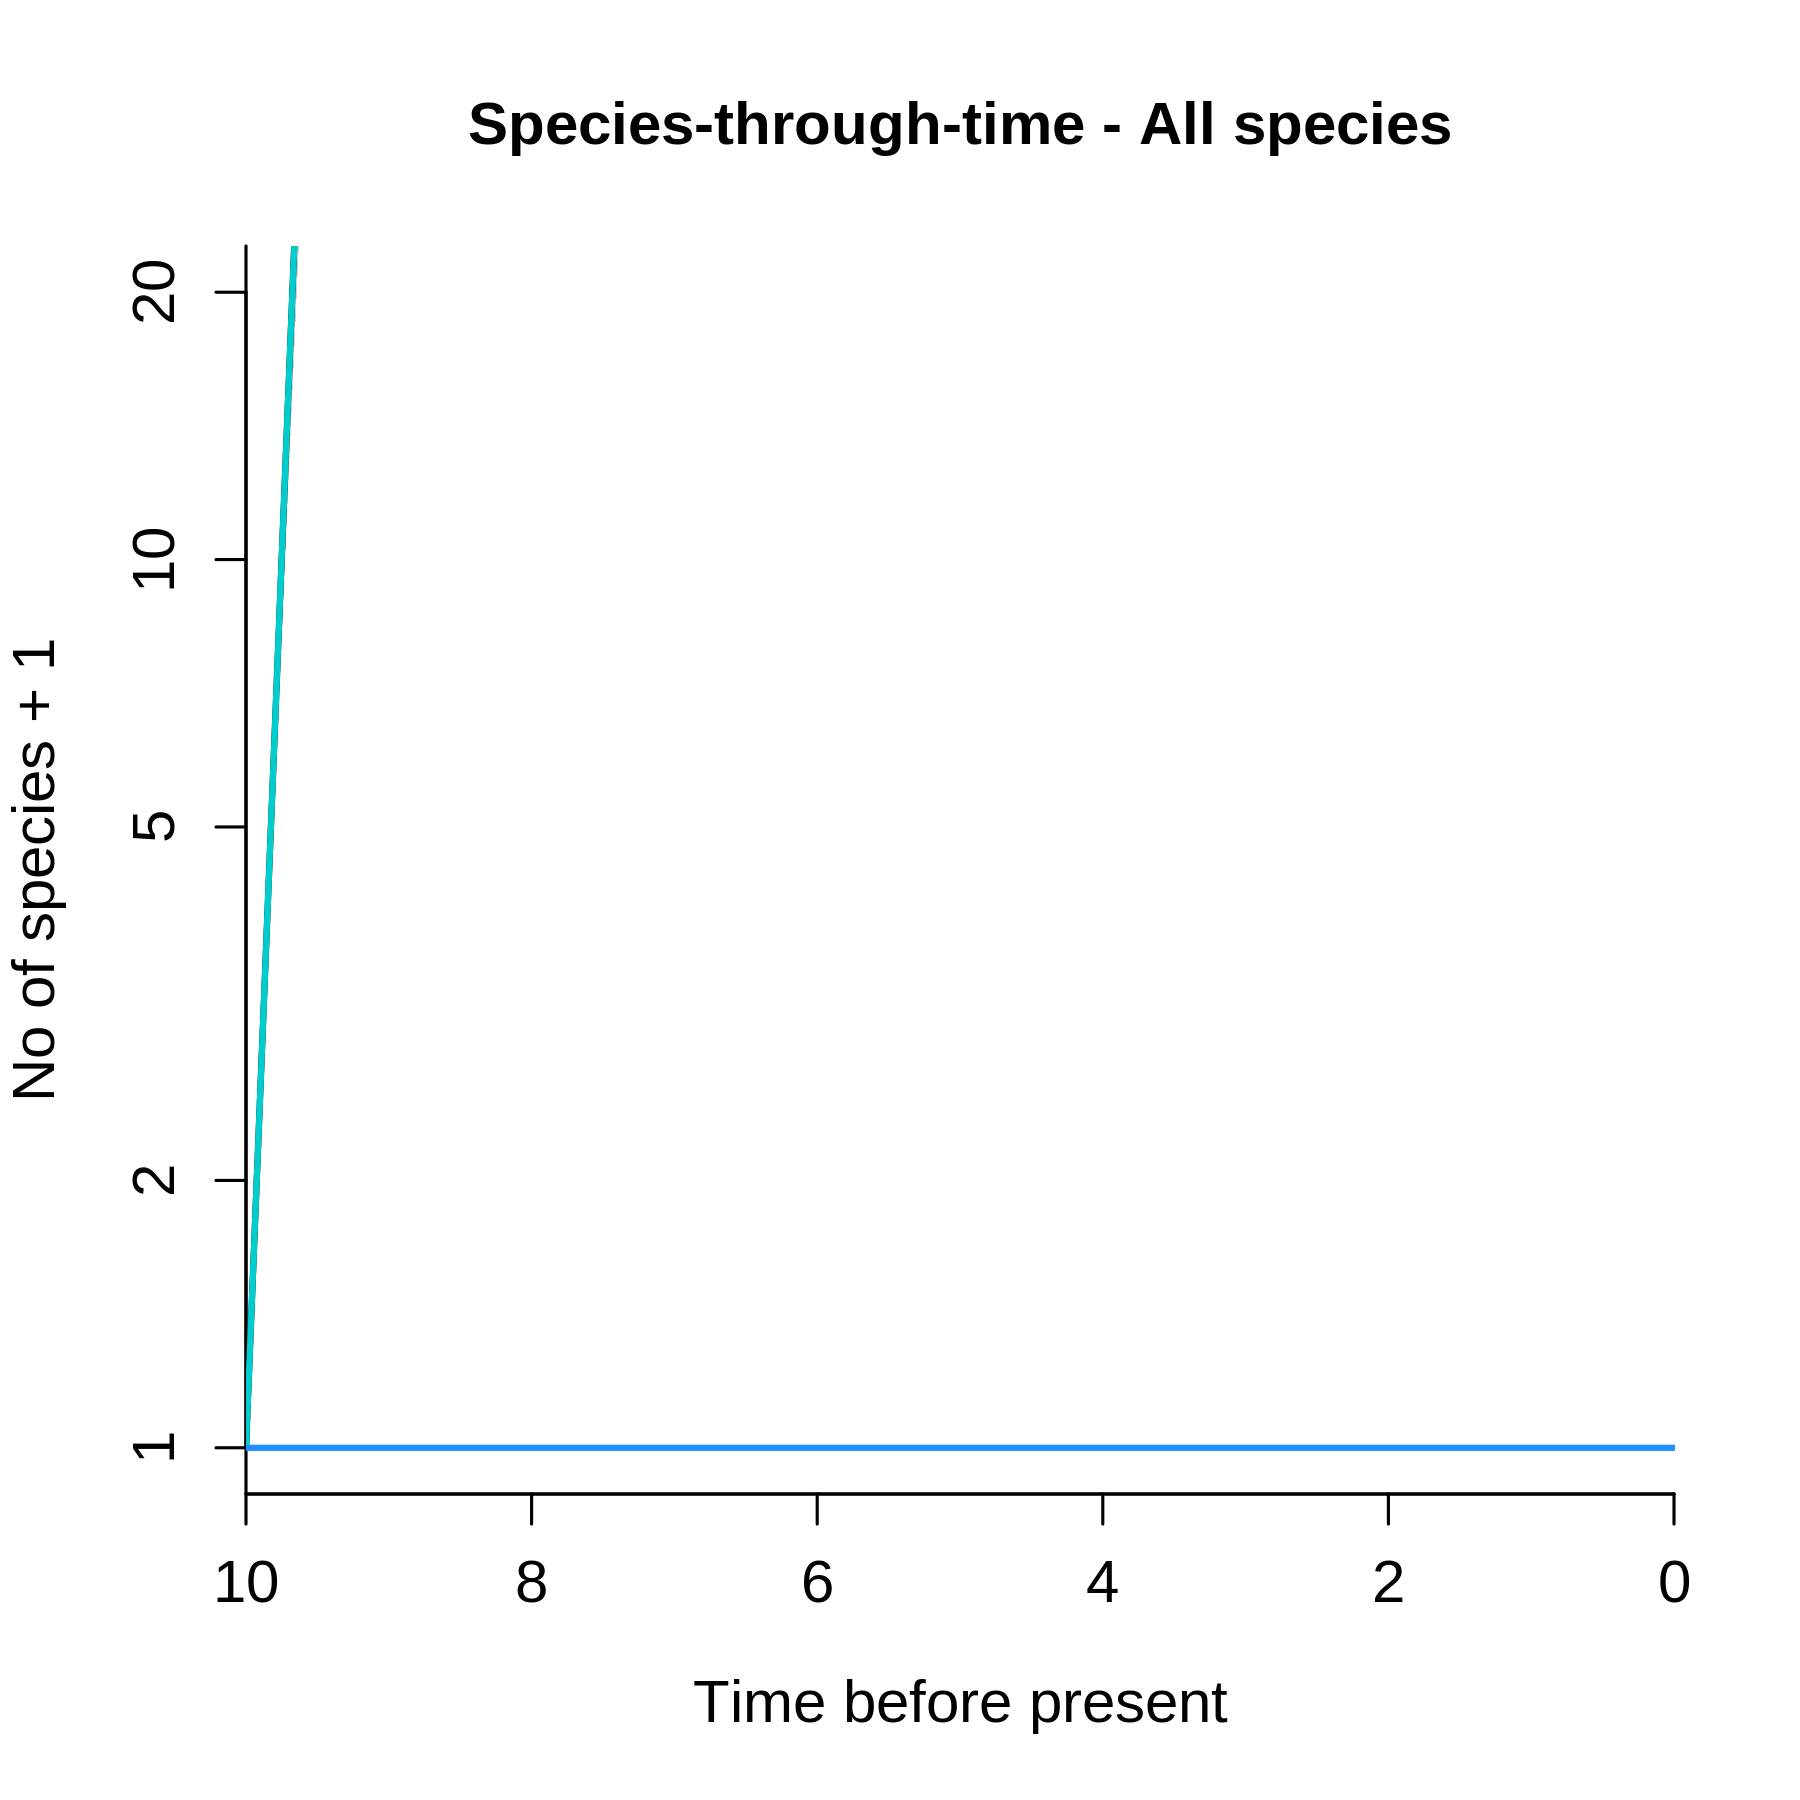 Species-through-time - All species
No of species + 1
20
10
5
2
1
10 8 6 4 2 0
Time before present